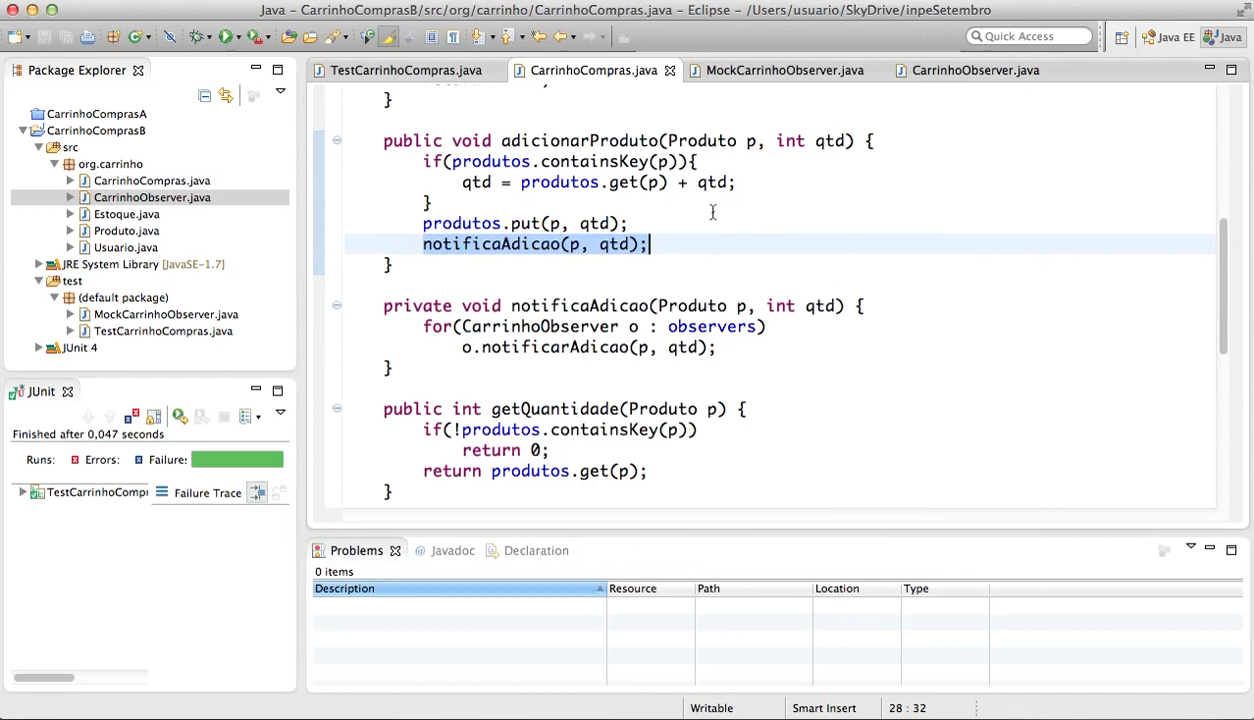 Java - CarrinhoComprasB/src/org/carrinho/CarrinhoCompras.java - Eclipse - /Users/usuario/SkyDrive/inpeSetembro
Quick Access
Java EE
Java
Package Explorer
TestCarrinhoCompras.java
CarrinhoCompras.java
MockCarrinhoObserver.java
CarrinhoObserver.java
CarrinhoComprasA
CarrinhoComprasB
src
org.carrinho
CarrinhoCompras.java
CarrinhoObserver.java
Estoque.java
Produto.java
Usuario.java
JRE System Library [JavaSE-1.7]
test
(default package)
MockCarrinhoObserver.java
TestCarrinhoCompras.java
JUnit 4
}
public void adicionarProduto(Produto p, int qtd) {
if(produtos.containsKey(p)){
qtd = produtos.get(p) + qtd;
}
produtos.put(p, qtd);
notificaAdicao(p, qtd);
}
private void notificaAdicao(Produto p, int qtd) {
for(CarrinhoObserver o : observers)
o.notificarAdicao(p, qtd);
}
public int getQuantidade(Produto p) {
if(!produtos.containsKey(p))
return 0;
return produtos.get(p);
}
JUnit
Finished after 0,047 seconds
Runs:
Errors:
Failure:
TestCarrinhoCompr
Failure Trace
Problems
@ Javadoc
Declaration
0 items
Description
Resource
Path
Location
Type
Writable
Smart Insert
28 : 32